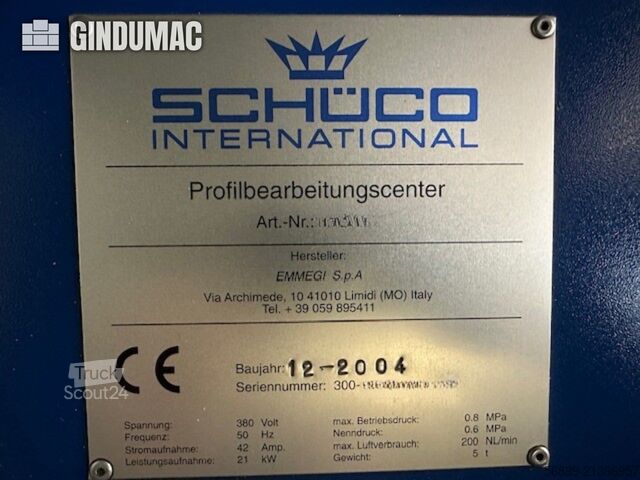 GINDUMAC
SCHÜCO
INTERNATIONAL
Profilbearbeitungscenter
Art.-Nr.:
Hersteller:
EMMEGI S.p.A
Via Archimede, 10 41010 Limidi (MO) Italy
Tel. + 39 059 895411
CE
Baujahr: 12-2004
Seriennummer: 300-
Truck
Scout24
Spannung: 380 Volt max. Betriebsdruck: 0.8 MPa
Frequenz: 50 Hz Nenndruck: 0.6 MPa
Stromaufnahme: 42 Amp. max. Luftverbrauch: 200 NL/min
Leistungsaufnahme: 21 kW Gewicht: 5 t